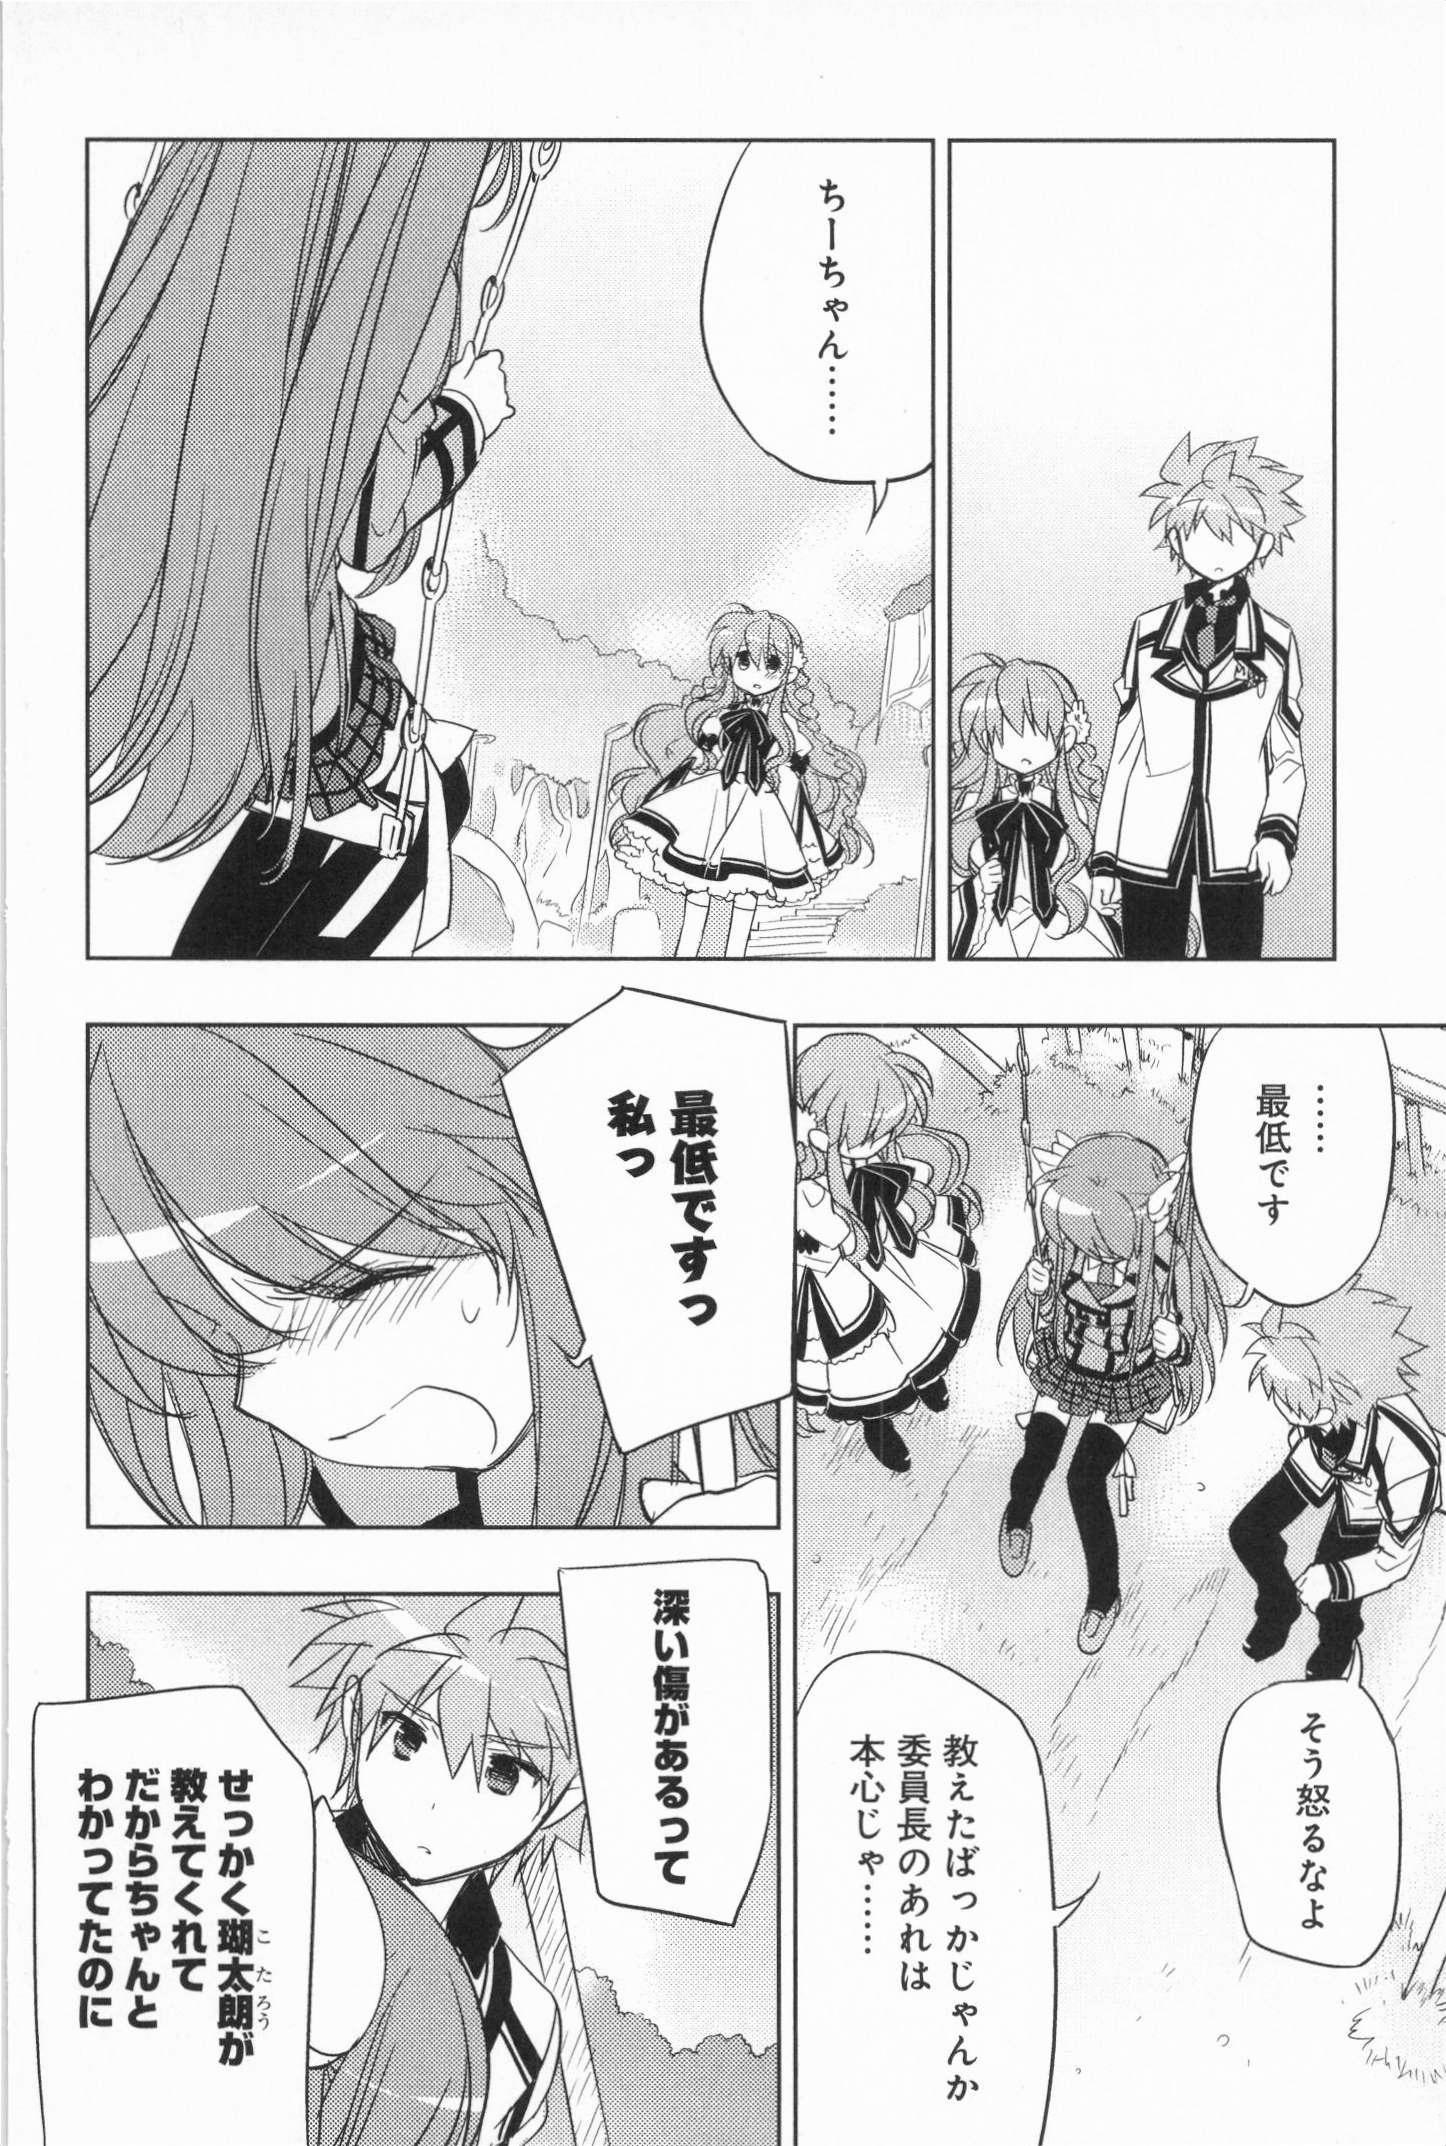 ちーちゃん……
……
最低です
そう怒るなよ
教えたばっかじゃんか
委員長のあれは
本心じゃ……
最低ですっ
私っ
深い傷があるって
せっかく瑚太朗が
こたろう
教えてくれて
だからちゃんと
わかってたのに